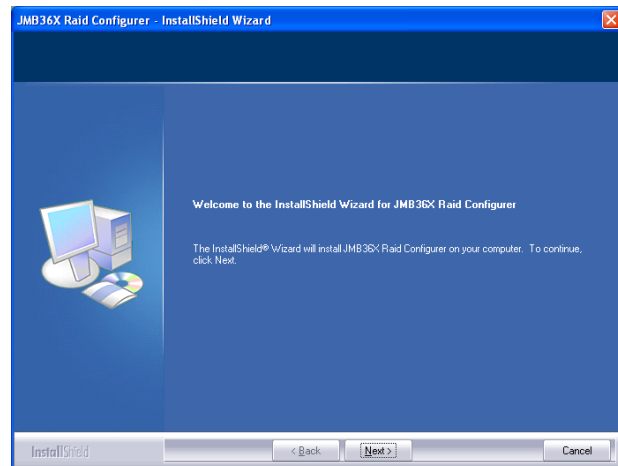 JMB36X Raid Configurer - InstallShield Wizard
Welcome to the InstallShield Wizard for JMB36X Raid Configurer
The InstallShield® Wizard will install JMB36X Raid Configurer on your computer. To continue,
click Next.
InstallShield
< Back
Next >
Cancel